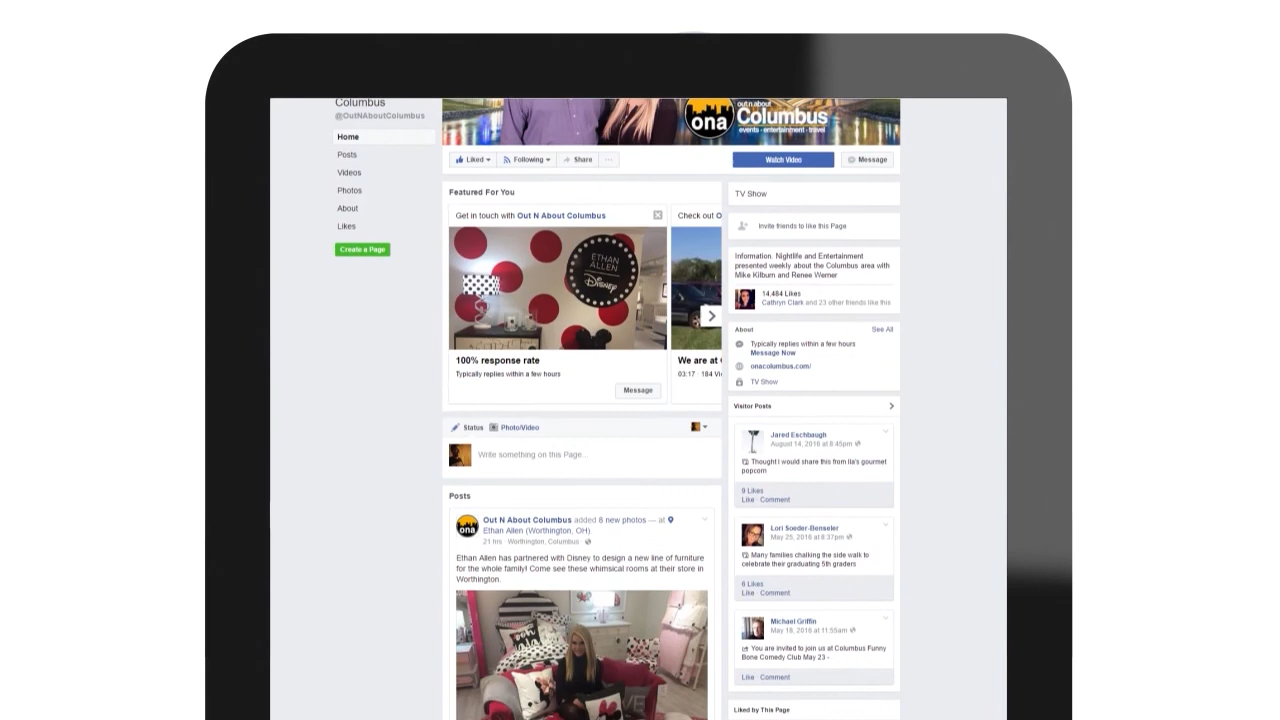 Columbus
@OutNAboutColumbus
Home
Posts
Videos
Photos
About
Likes
Create a Page
ona
out n about
Columbus
events · entertainment · travel
Liked
Following
Share
Watch Video
Message
Featured For You
Get in touch with Out N About Columbus
ETHAN
ALLEN
Disney
100% response rate
Typically replies within a few hours
Message
Check out O
We are at
03:17 · 184 Vi
Status
Photo/Video
Write something on this Page...
Posts
ona
Out N About Columbus added 8 new photos — at
Ethan Allen (Worthington, OH).
21 hrs · Worthington, Columbus
Ethan Allen has partnered with Disney to design a new line of furniture
for the whole family! Come see these whimsical rooms at their store in
Worthington.
TV Show
Invite friends to like this Page
Information. Nightlife and Entertainment
presented weekly about the Columbus area with
Mike Kilburn and Renee Werner
14,484 Likes
Cathryn Clark and 23 other friends like this
About
See All
Typically replies within a few hours
Message Now
onacolumbus.com/
TV Show
Visitor Posts
Jared Eschbaugh
August 14, 2016 at 8:45pm
Thought I would share this from Ila's gourmet
popcorn
9 Likes
Like · Comment
Lori Soeder-Benseler
May 25, 2016 at 8:37pm
Many families chalking the side walk to
celebrate their graduating 5th graders
6 Likes
Like · Comment
Michael Griffin
May 18, 2016 at 11:55am
You are invited to join us at Columbus Funny
Bone Comedy Club May 23 -
Like · Comment
Liked by This Page